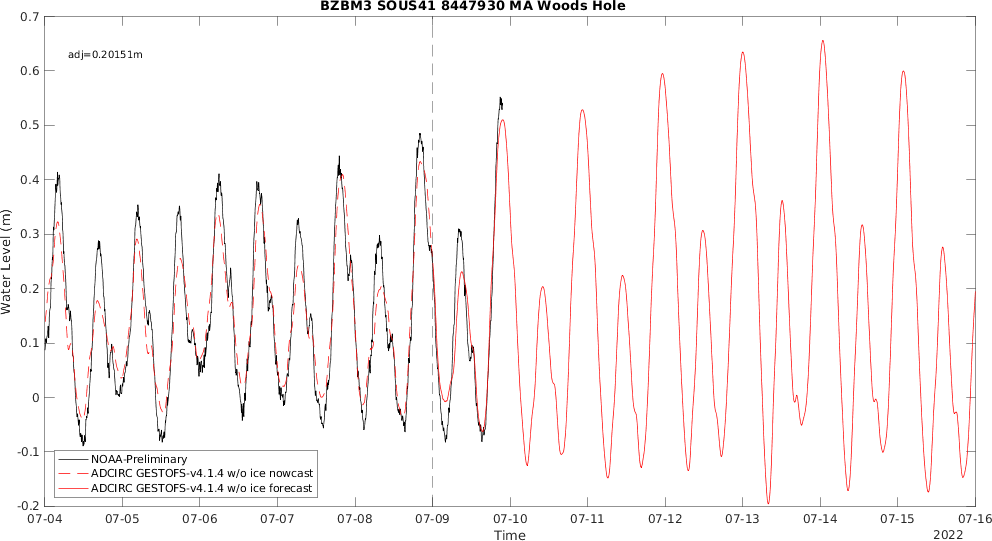 BZBM3 SOUS41 8447930 MA Woods Hole
adj=0.20151m
Water Level (m)
0.7
0.6
0.5
0.4
0.3
0.2
0.1
0
-0.1
-0.2
NOAA-Preliminary
ADCIRC GESTOFS-v4.1.4 w/o ice nowcast
ADCIRC GESTOFS-v4.1.4 w/o ice forecast
07-04 07-05 07-06 07-07 07-08 07-09 07-10 07-11 07-12 07-13 07-14 07-15 07-16
Time
2022